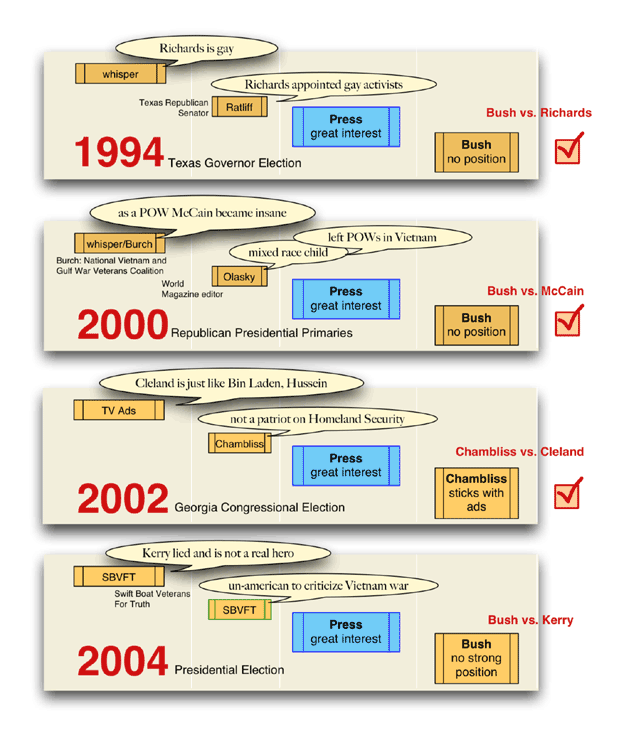 Richards is gay
whisper
Richards appointed gay activists
Texas Republican
Senator
Ratliff
Press
great interest
Bush vs. Richards
Bush
no position
1994 Texas Governor Election
as a POW McCain became insane
whisper/Burch
left POWs in Vietnam
mixed race child
Burch: National Vietnam and
Gulf War Veterans Coalition
World
Magazine editor
Olasky
Press
great interest
Bush vs. McCain
Bush
no position
2000 Republican Presidential Primaries
Cleland is just like Bin Laden, Hussein
TV Ads
not a patriot on Homeland Security
Chambliss
Press
great interest
Chambliss vs. Cleland
Chambliss
sticks with
ads
2002 Georgia Congressional Election
Kerry lied and is not a real hero
SBVFT
Swift Boat Veterans
For Truth
un-american to criticize Vietnam war
SBVFT
Press
great interest
Bush vs. Kerry
Bush
no strong
position
2004 Presidential Election